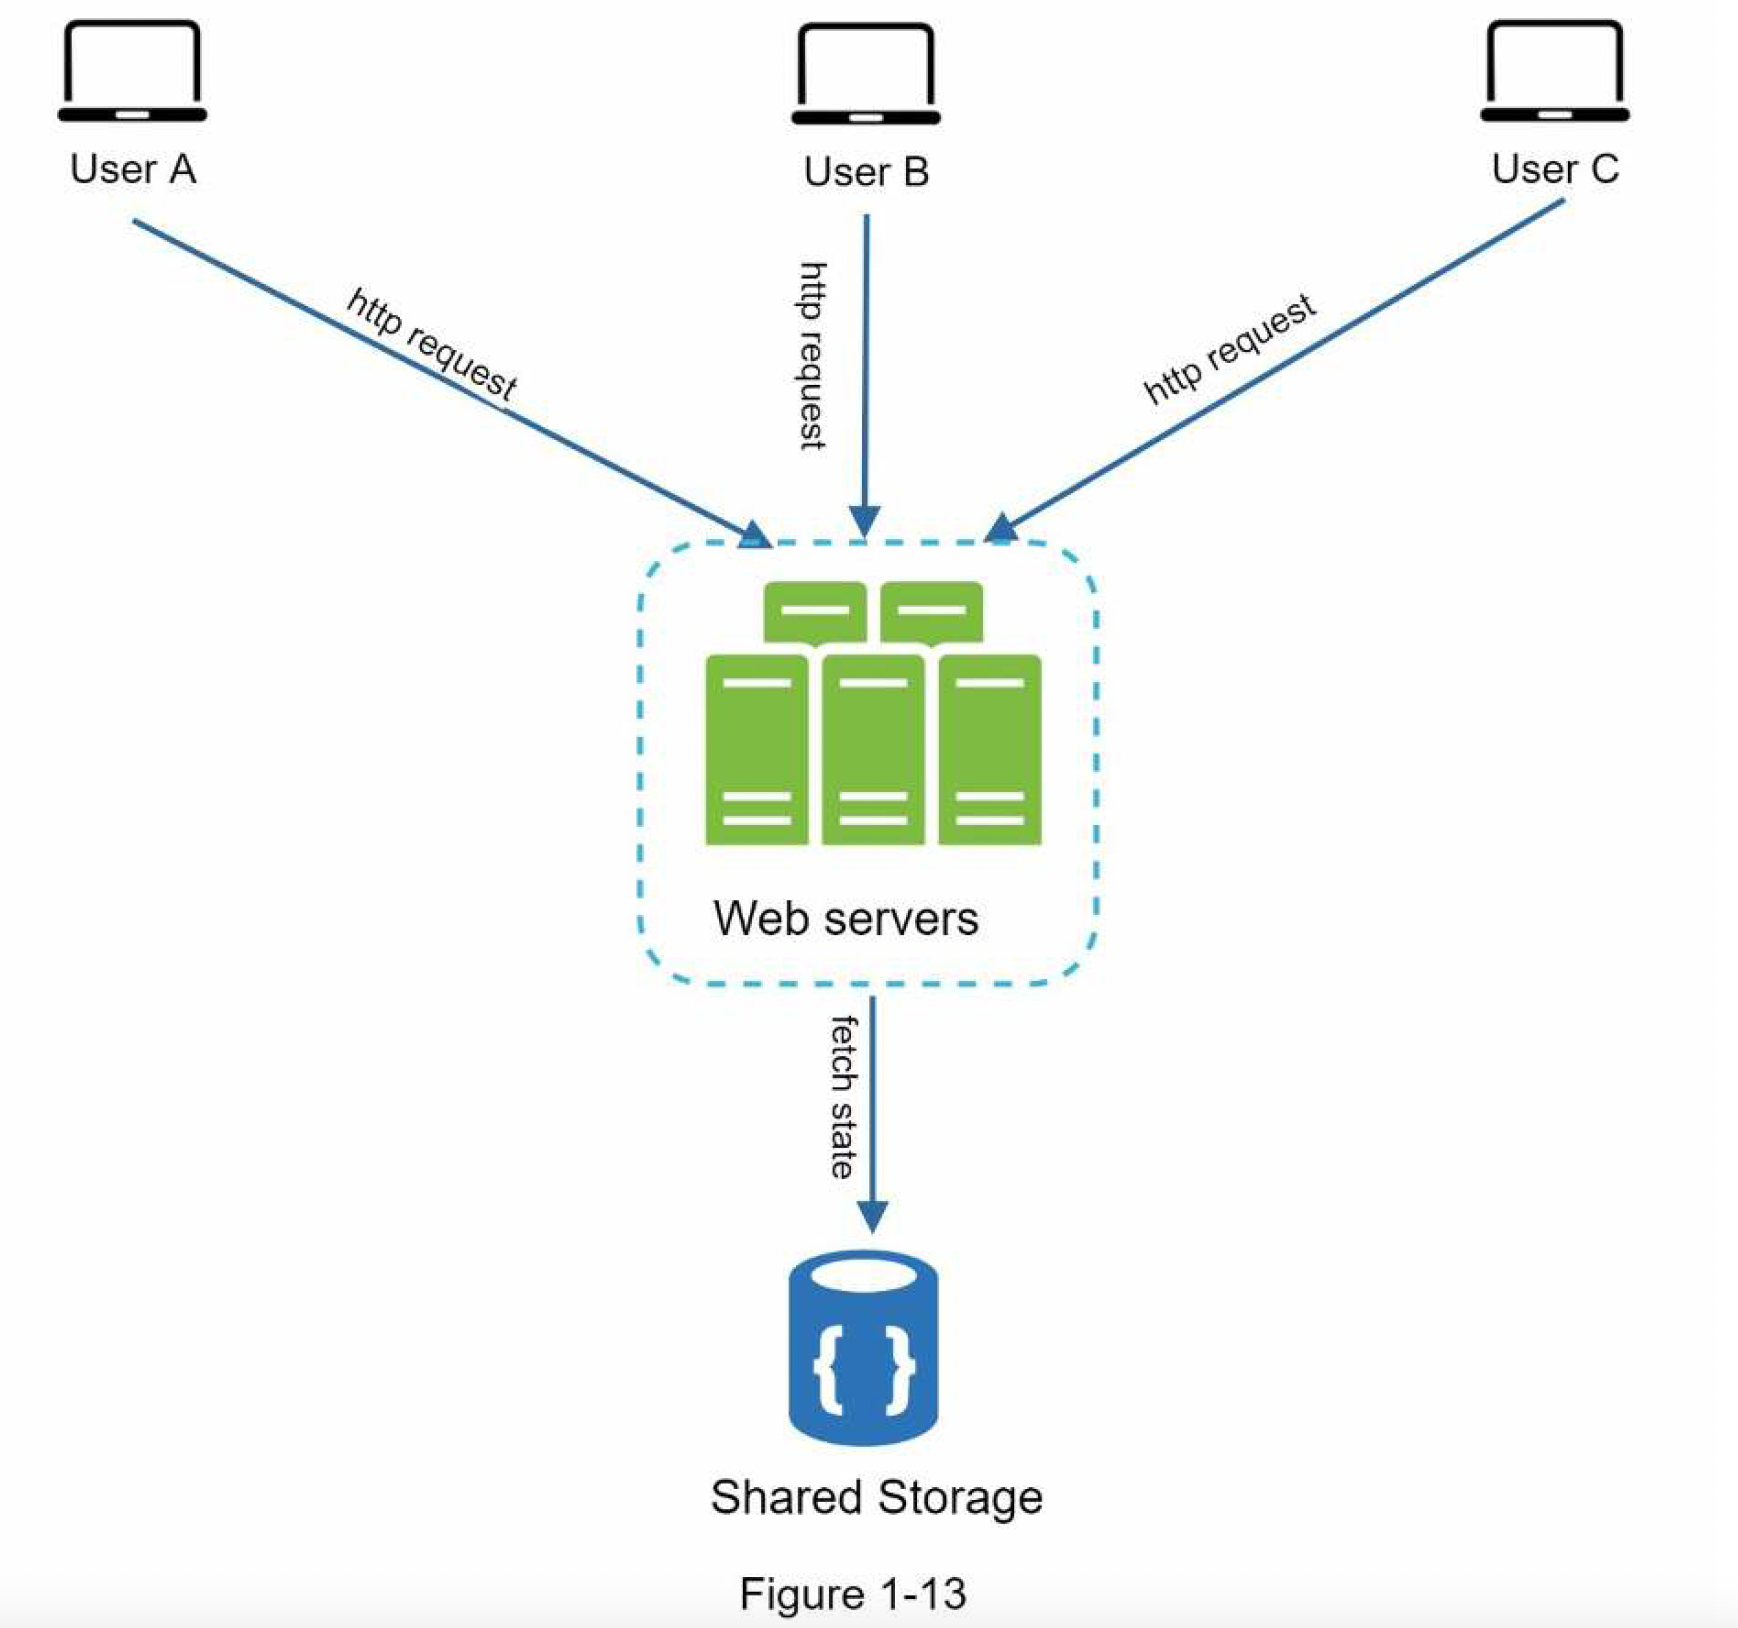 User A
User B
User C
http request
http request
http request
Web servers
fetch state
{ }
Shared Storage
Figure 1-13